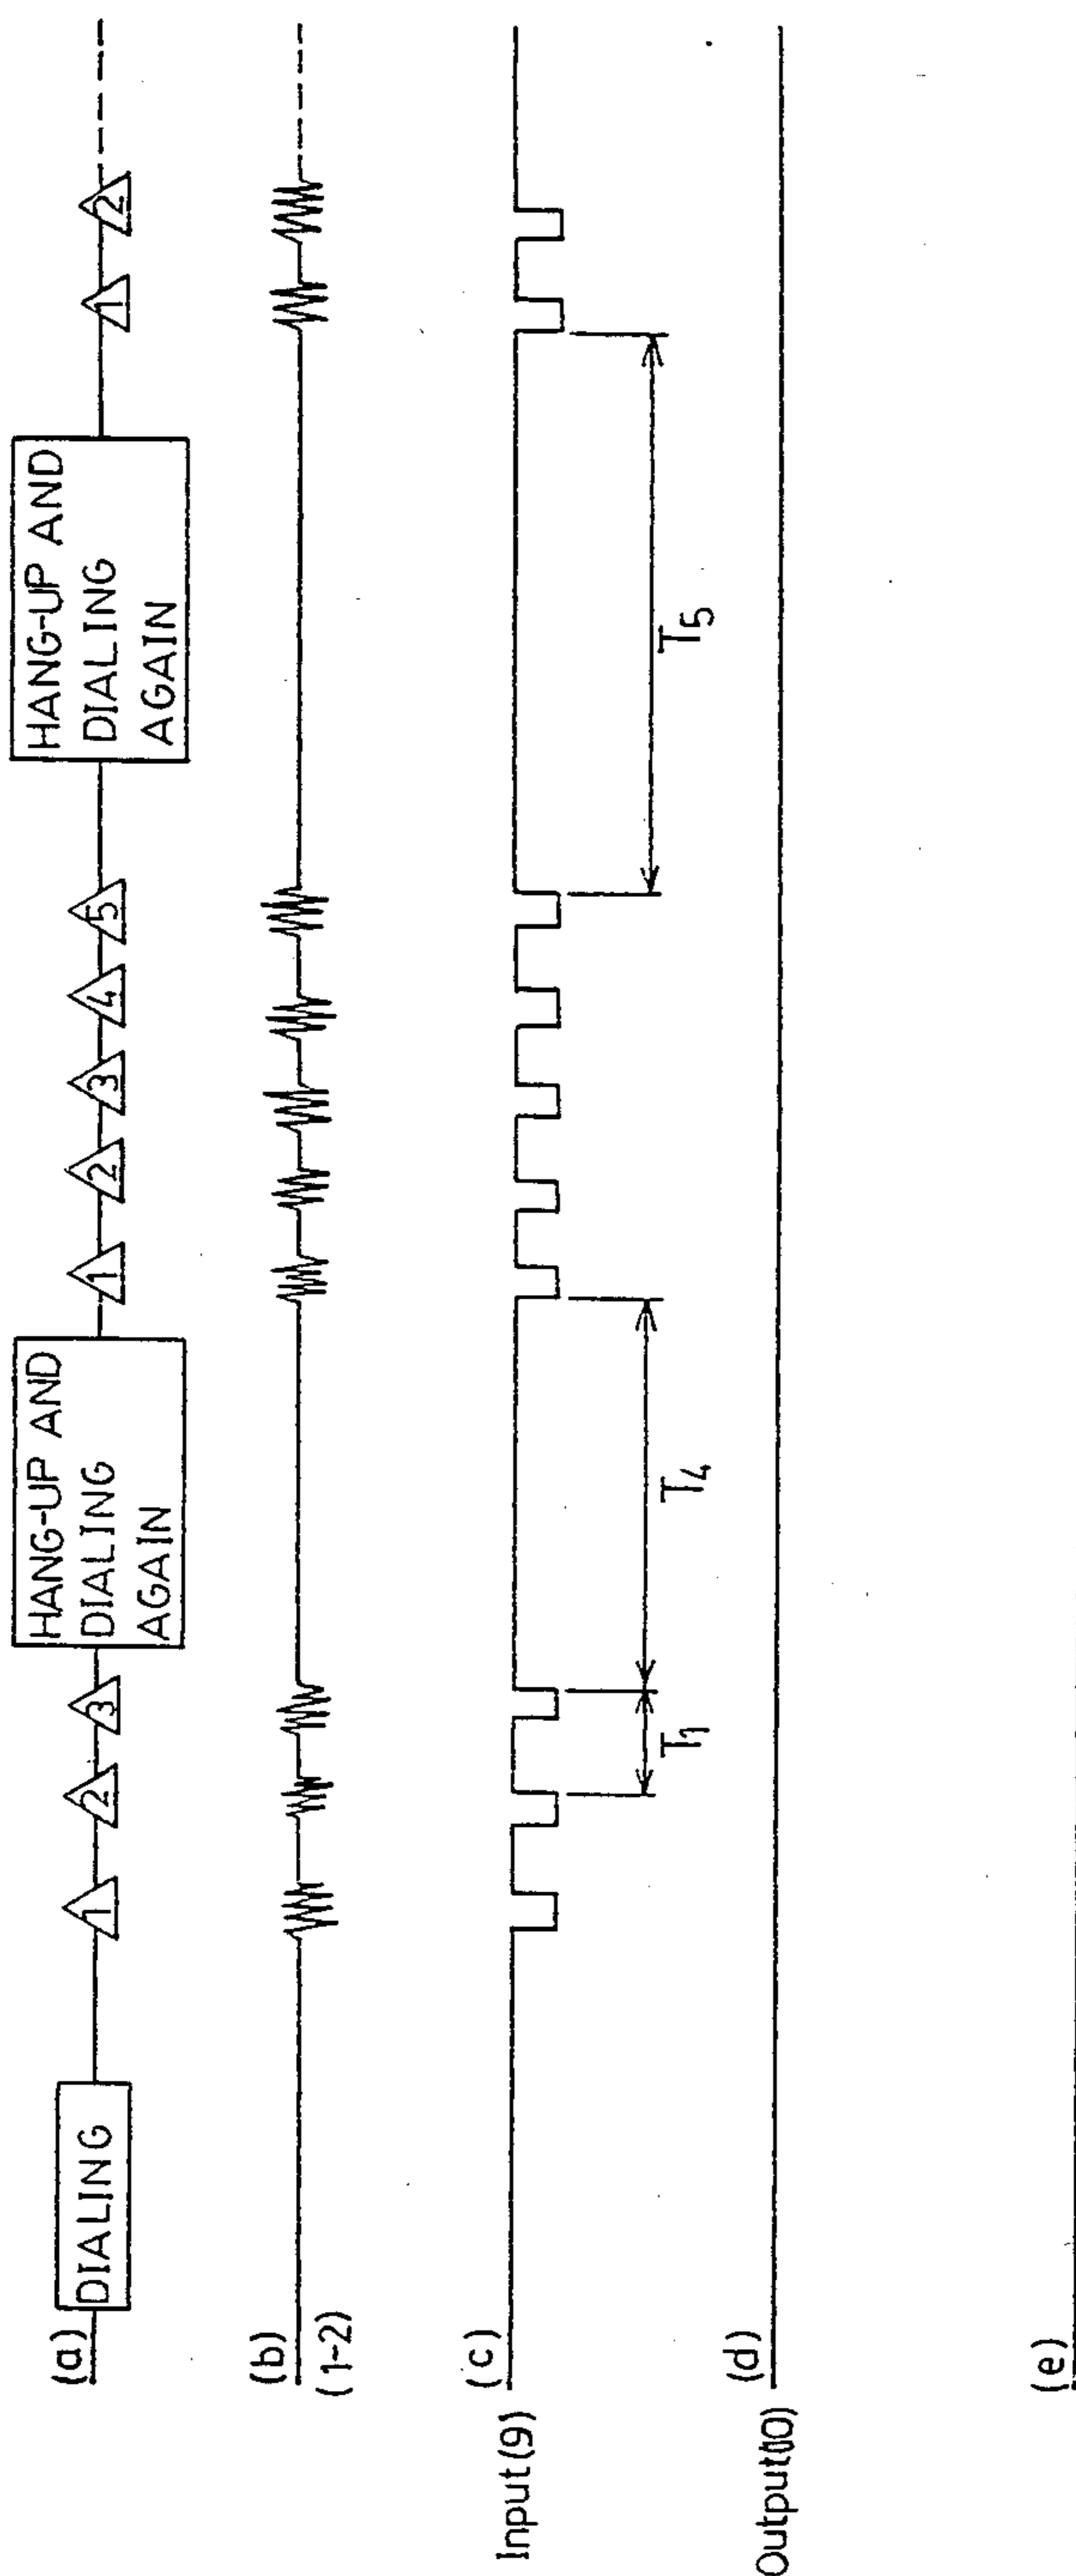 (a)
DIALING
1
2
3
HANG-UP AND
DIALING
AGAIN
1
2
3
4
5
HANG-UP AND
DIALING
AGAIN
1
2
(b)
(1-2)
(c)
Input(9)
T1
T4
T5
(d)
Output(10)
(e)